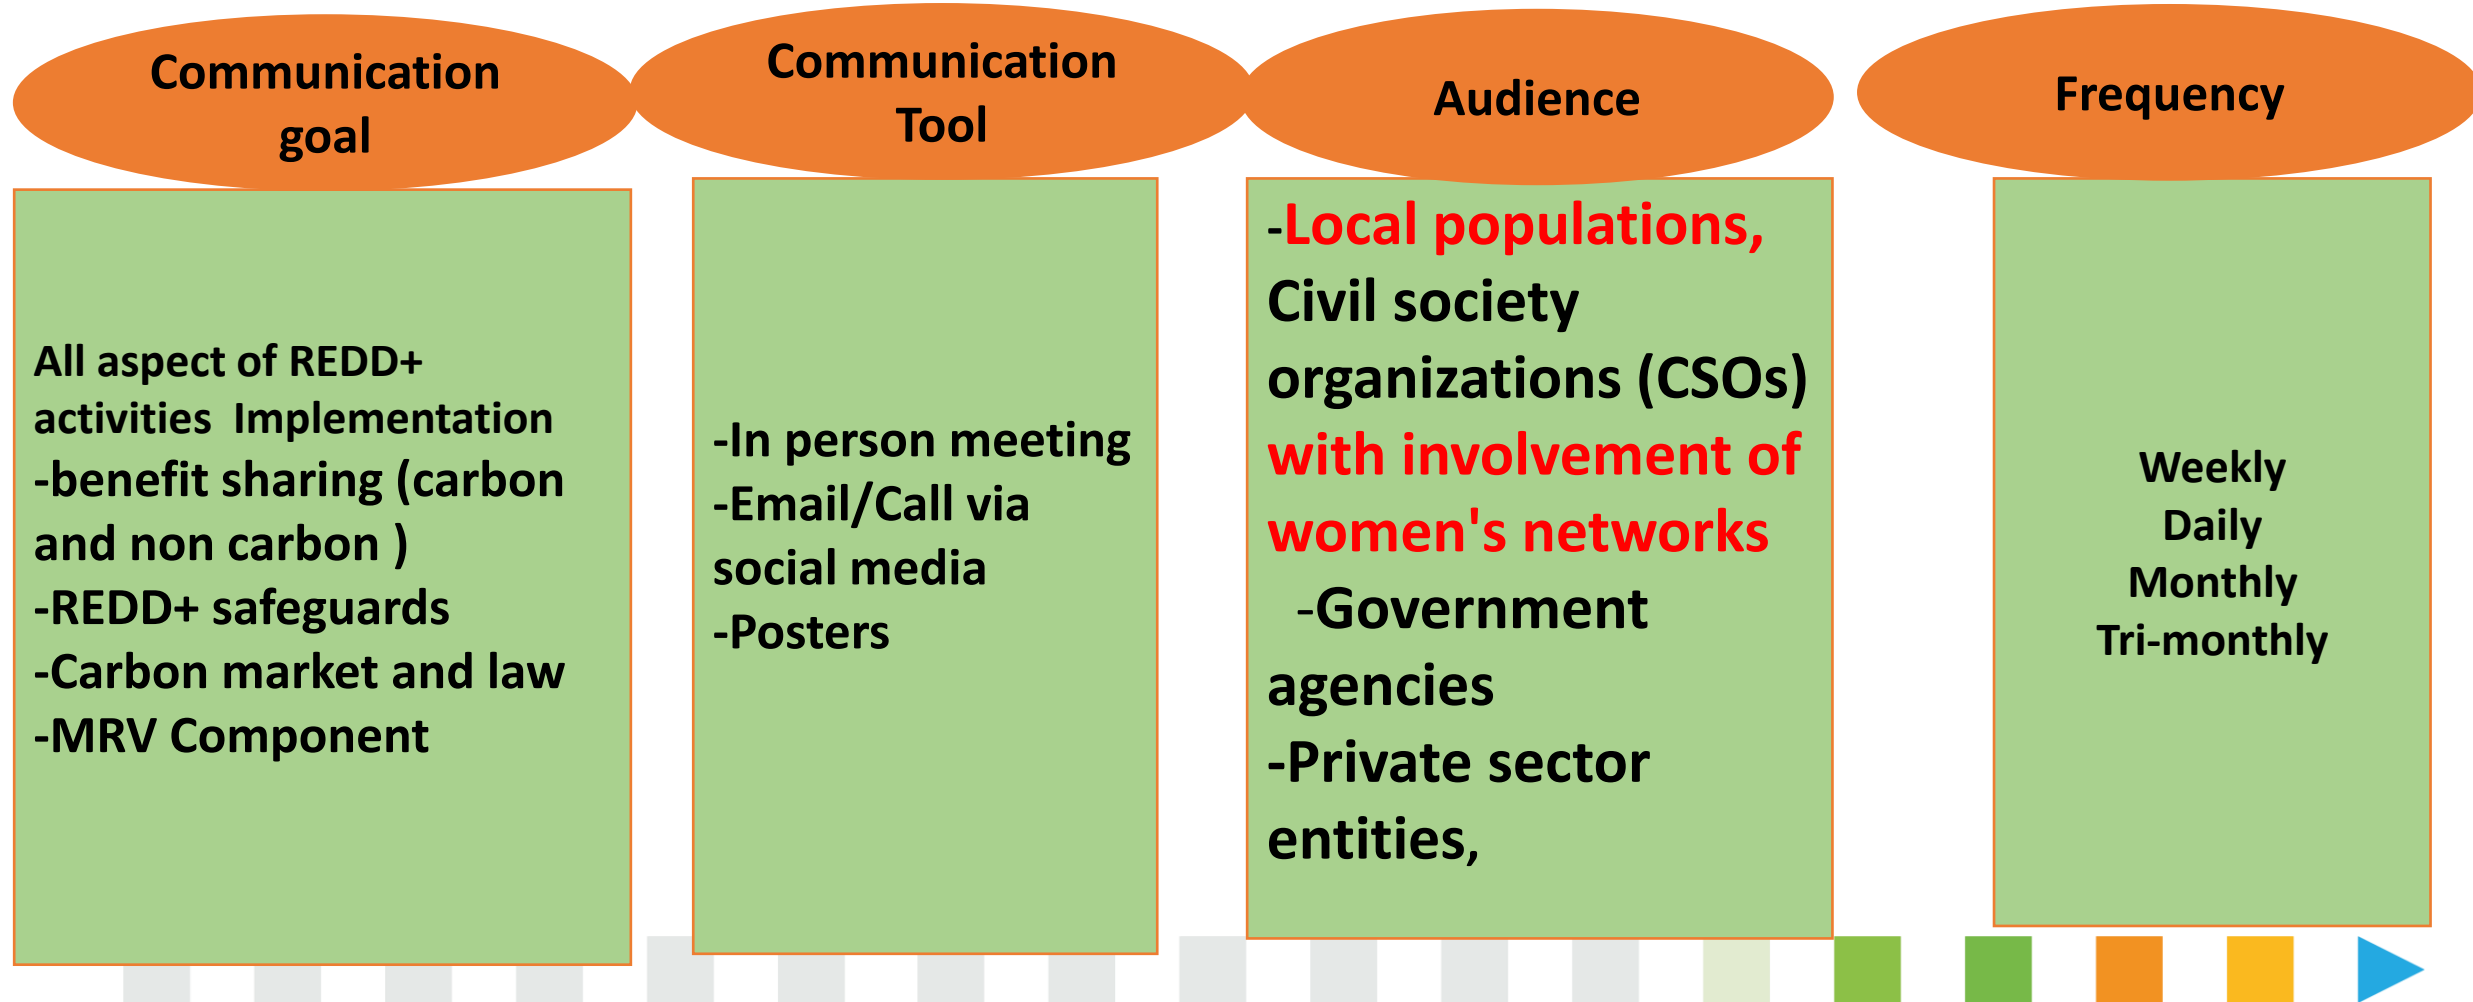 Communication
goal
All aspect of REDD+
activities  Implementation
-benefit sharing (carbon
and non carbon )
-REDD+ safeguards
-Carbon market and law
-MRV Component
Communication
Tool
-In person meeting
-Email/Call via
social media
-Posters
Audience
-Local populations,
Civil society
organizations (CSOs)
with involvement of
women's networks
-Government
agencies
-Private sector
entities,
Frequency
Weekly
Daily
Monthly
Tri-monthly